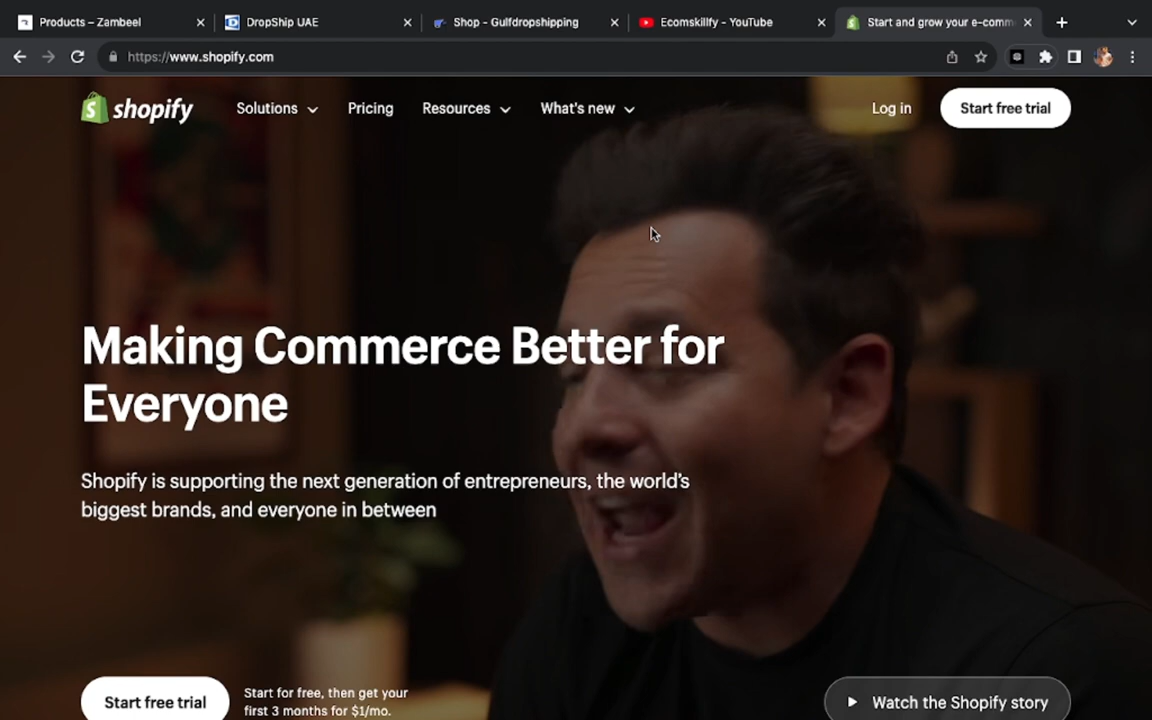 Products – Zambeel
DropShip UAE
Shop - Gulfdropshipping
Ecomskillfy - YouTube
Start and grow your e-comm
https://www.shopify.com
shopify
Solutions
Pricing
Resources
What's new
Log in
Start free trial
Making Commerce Better for
Everyone
Shopify is supporting the next generation of entrepreneurs, the world's
biggest brands, and everyone in between
Start free trial
Start for free, then get your
first 3 months for $1/mo.
Watch the Shopify story